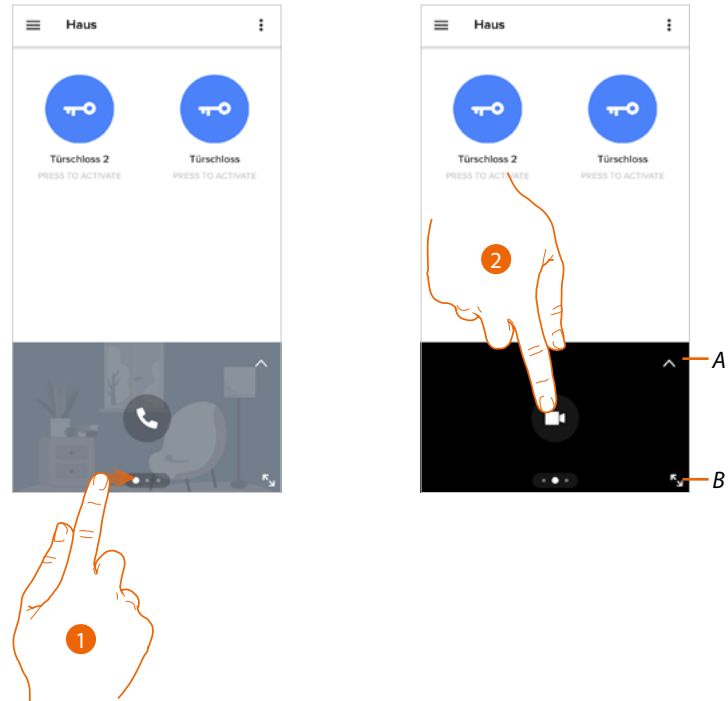 Haus
Türschloss 2
PRESS TO ACTIVATE
Türschloss
PRESS TO ACTIVATE
1
Haus
Türschloss 2
PRESS TO ACTIVATE
Türschloss
PRESS TO ACTIVATE
2
A
B